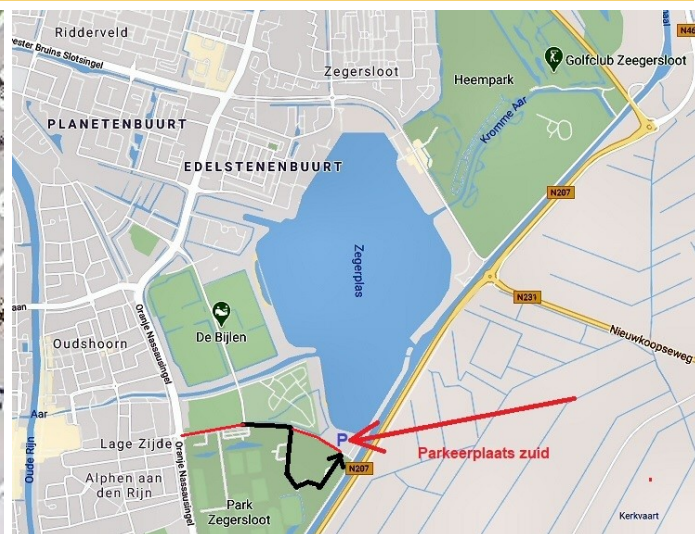 Ridderveld
ester Bruins Slotsingel
Zegersloot
Heempark
Golfclub Zeegersloot
N46
PLANETENBUURT
EDELSTENENBUURT
Kromme Aar
N207
Zegerplas
N231
Nieuwkoopseweg
aan
Oudshoorn
Oranje Nassausingel
De Bijlen
Aar
Oude Rijn
Lage Zijde
Oranje Nassausingel
Alphen aan
den Rijn
Park
Zegersloot
P
Parkeerplaats zuid
N207
Kerkvaart